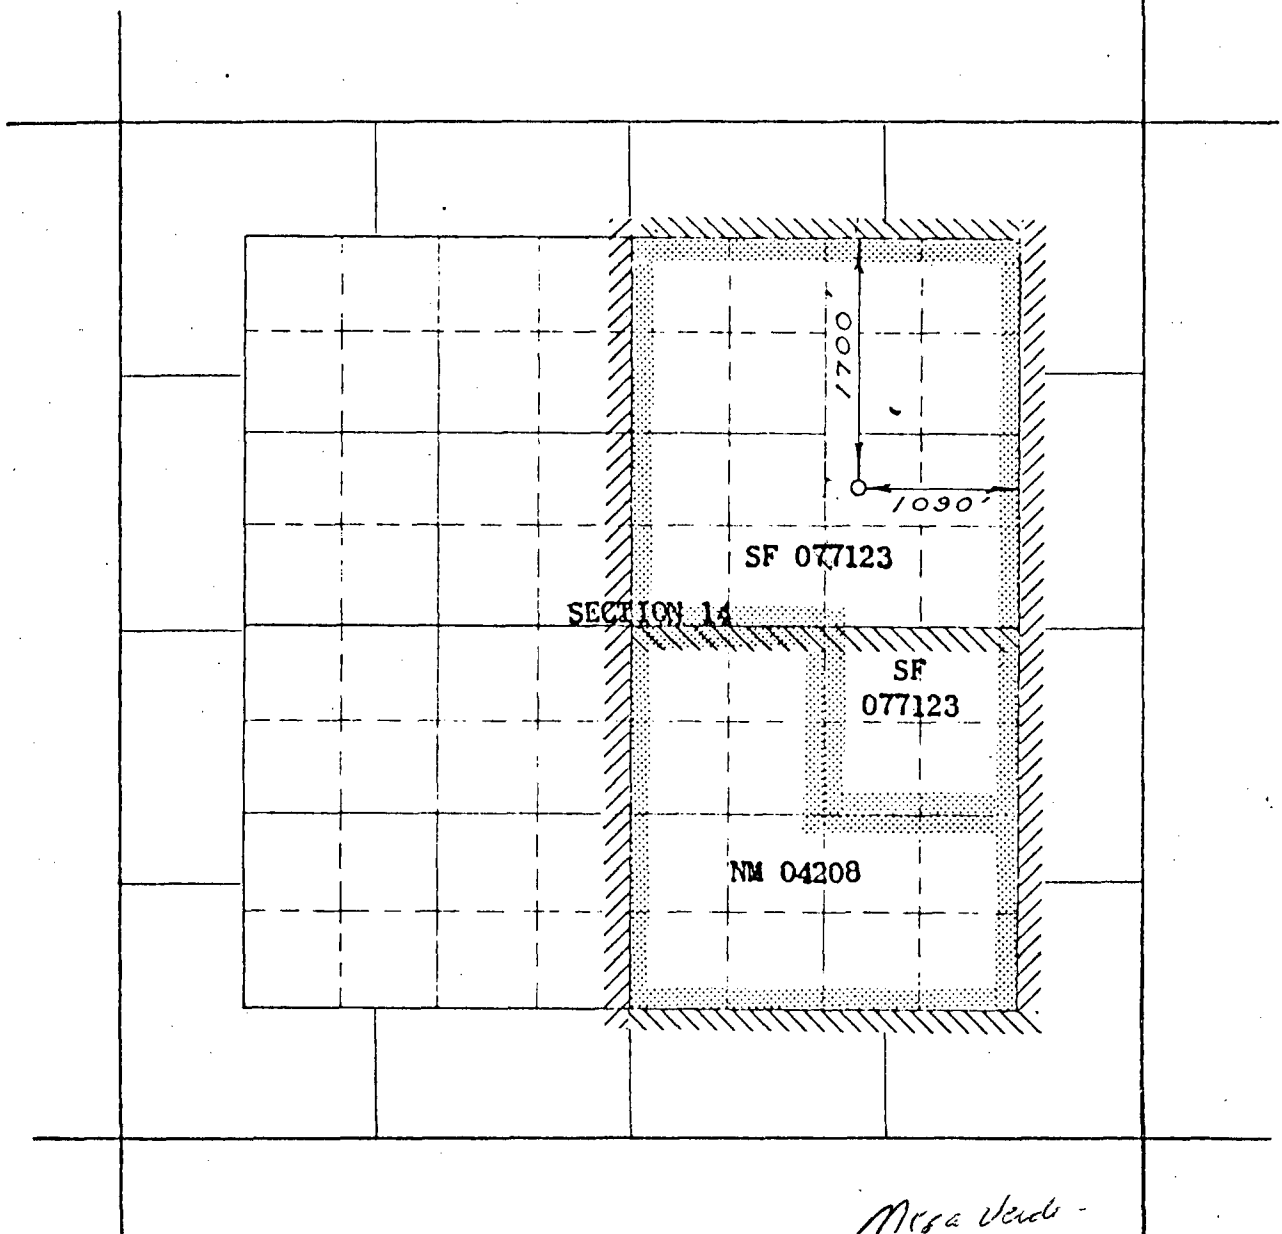 1700'
1090'
SF 077123
SECTION 14
SF
077123
NM 04208
Mesa Verde -